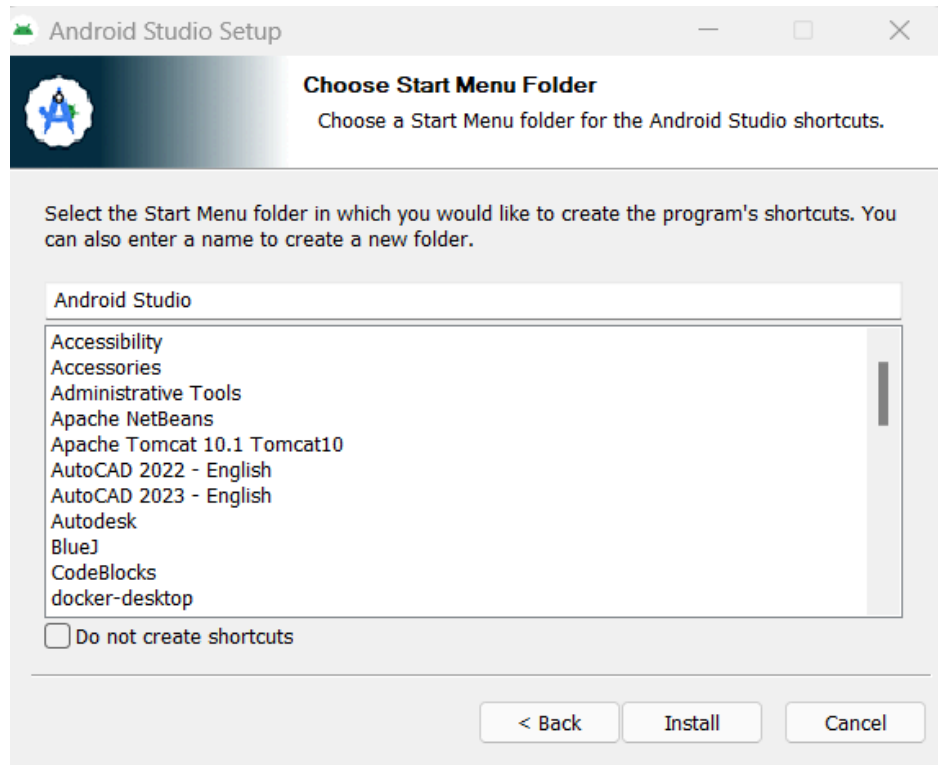 Android Studio Setup
Choose Start Menu Folder
Choose a Start Menu folder for the Android Studio shortcuts.
Select the Start Menu folder in which you would like to create the program's shortcuts. You
can also enter a name to create a new folder.
Android Studio
Accessibility
Accessories
Administrative Tools
Apache NetBeans
Apache Tomcat 10.1 Tomcat10
AutoCAD 2022 - English
AutoCAD 2023 - English
Autodesk
BlueJ
CodeBlocks
docker-desktop
Do not create shortcuts
< Back
Install
Cancel